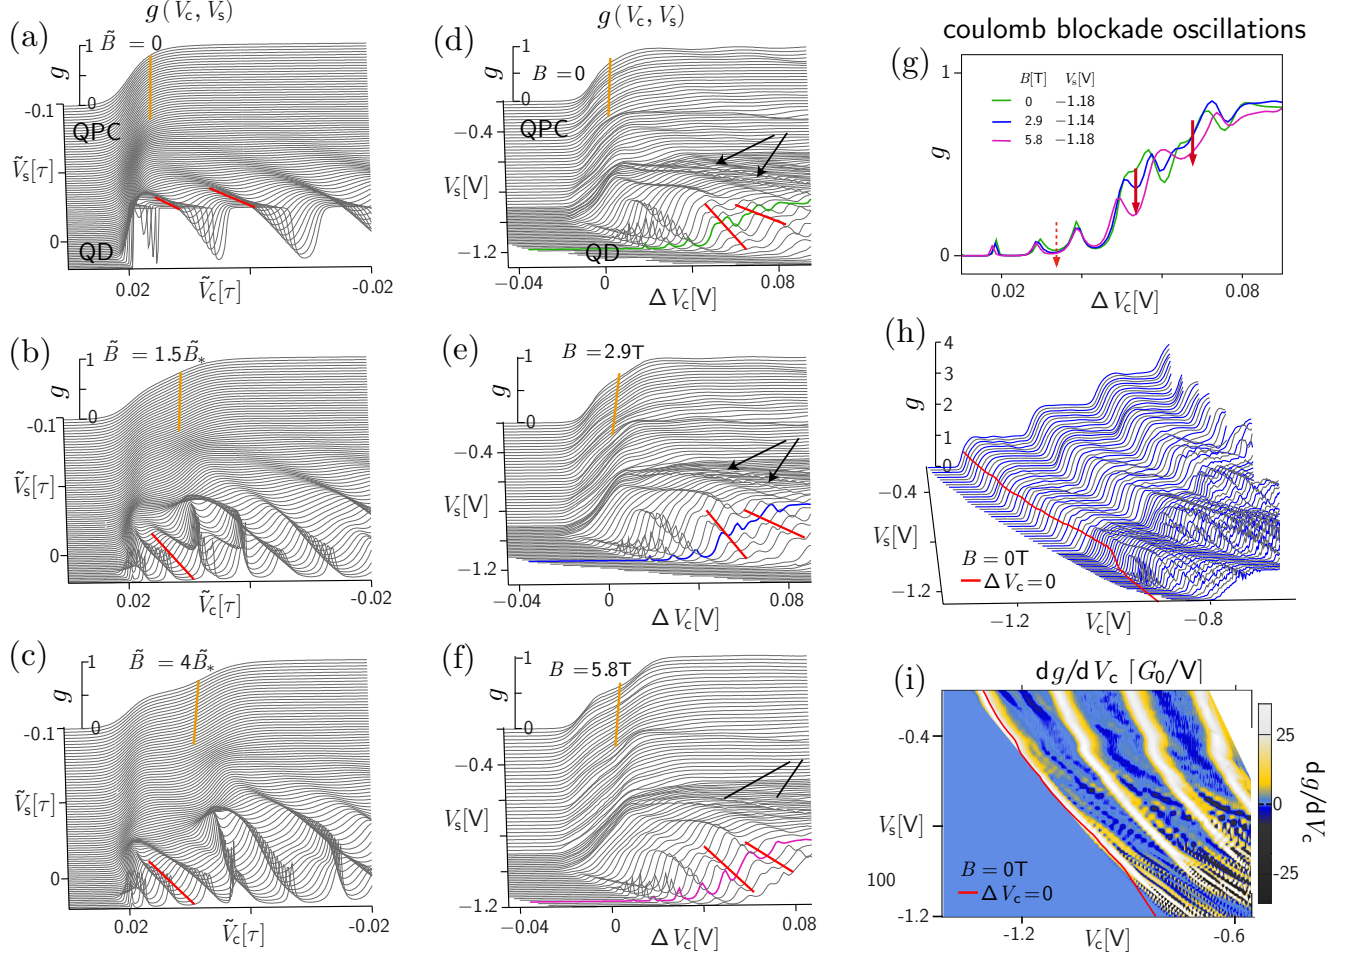 g(V_c, V_s)
(a)
B̃ = 0
g
1
0
-0.1
QPC
Ṽ_s[τ]
0
QD
0.02
Ṽ_c[τ]
-0.02
(b)
B̃ = 1.5B̃_*
g
1
0
-0.1
Ṽ_s[τ]
0
0.02
Ṽ_c[τ]
-0.02
(c)
B̃ = 4B̃_*
g
1
0
-0.1
Ṽ_s[τ]
0
0.02
Ṽ_c[τ]
-0.02
g(V_c, V_s)
(d)
B = 0
g
1
0
QPC
−0.4
V_s[V]
−1.2
QD
−0.04
0
0.08
Δ V_c[V]
(e)
B = 2.9T
g
1
0
−0.4
V_s[V]
−1.2
−0.04
0
0.08
Δ V_c[V]
(f)
B = 5.8T
g
1
0
−0.4
V_s[V]
−1.2
−0.04
0
0.08
Δ V_c[V]
coulomb blockade oscillations
(g)
1
B[T] V_s[V]
0 −1.18
2.9 −1.14
5.8 −1.18
g
0
0.02
Δ V_c[V]
0.08
(h)
4
3
2
1
0
g
−0.4
V_s[V]
−1.2
B = 0T
Δ V_c = 0
−1.2
V_c[V]
−0.8
(i)
dg/dV_c [G_0/V]
-0.4
V_s[V]
100
-1.2
B = 0T
Δ V_c = 0
-1.2
V_c[V]
-0.6
25
0
-25
dg/dV_c